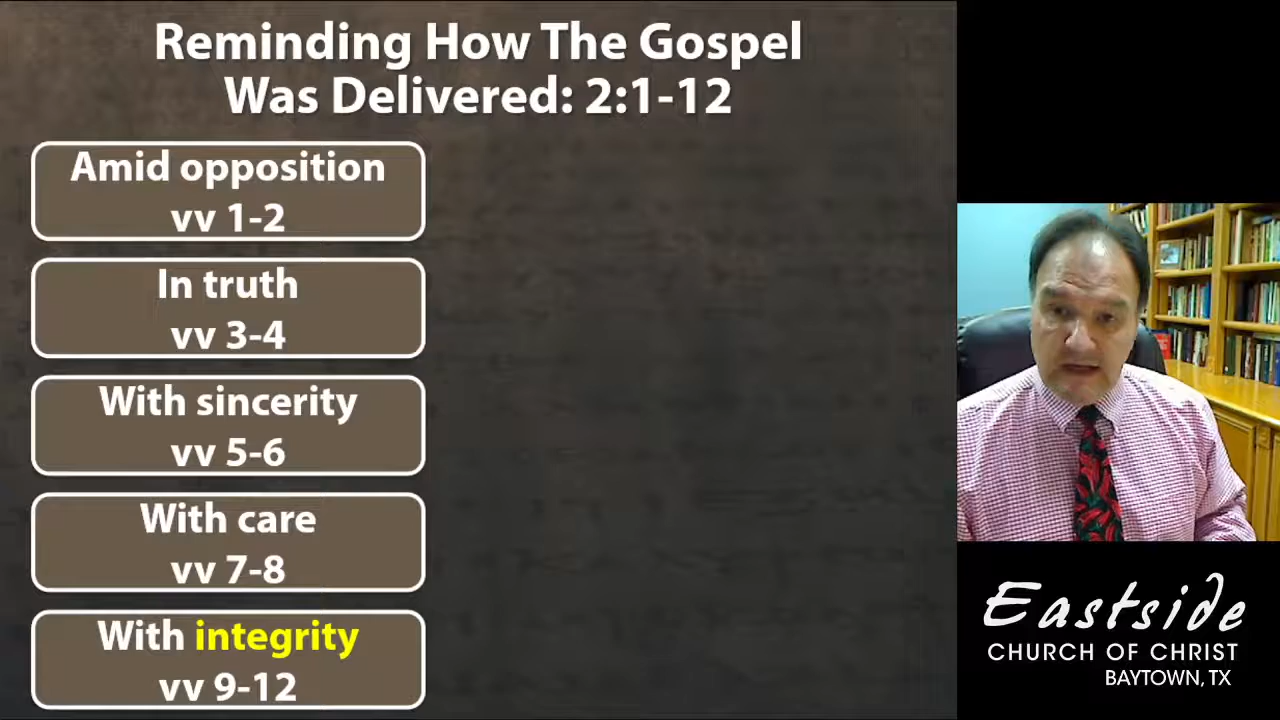 Reminding How The Gospel
Was Delivered: 2:1-12
Amid opposition
vv 1-2
In truth
vv 3-4
With sincerity
vv 5-6
With care
vv 7-8
With integrity
vv 9-12
Eastside
CHURCH OF CHRIST
BAYTOWN, TX